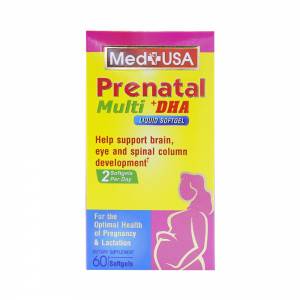 Med USA
Prenatal
Multi +DHA
LIQUID SOFTGEL
Help support brain,
eye and spinal column
development‡
2 Softgels
Per Day
For the
Optimal Health
of Pregnancy
& Lactation
DIETARY SUPPLEMENT
60 Softgels